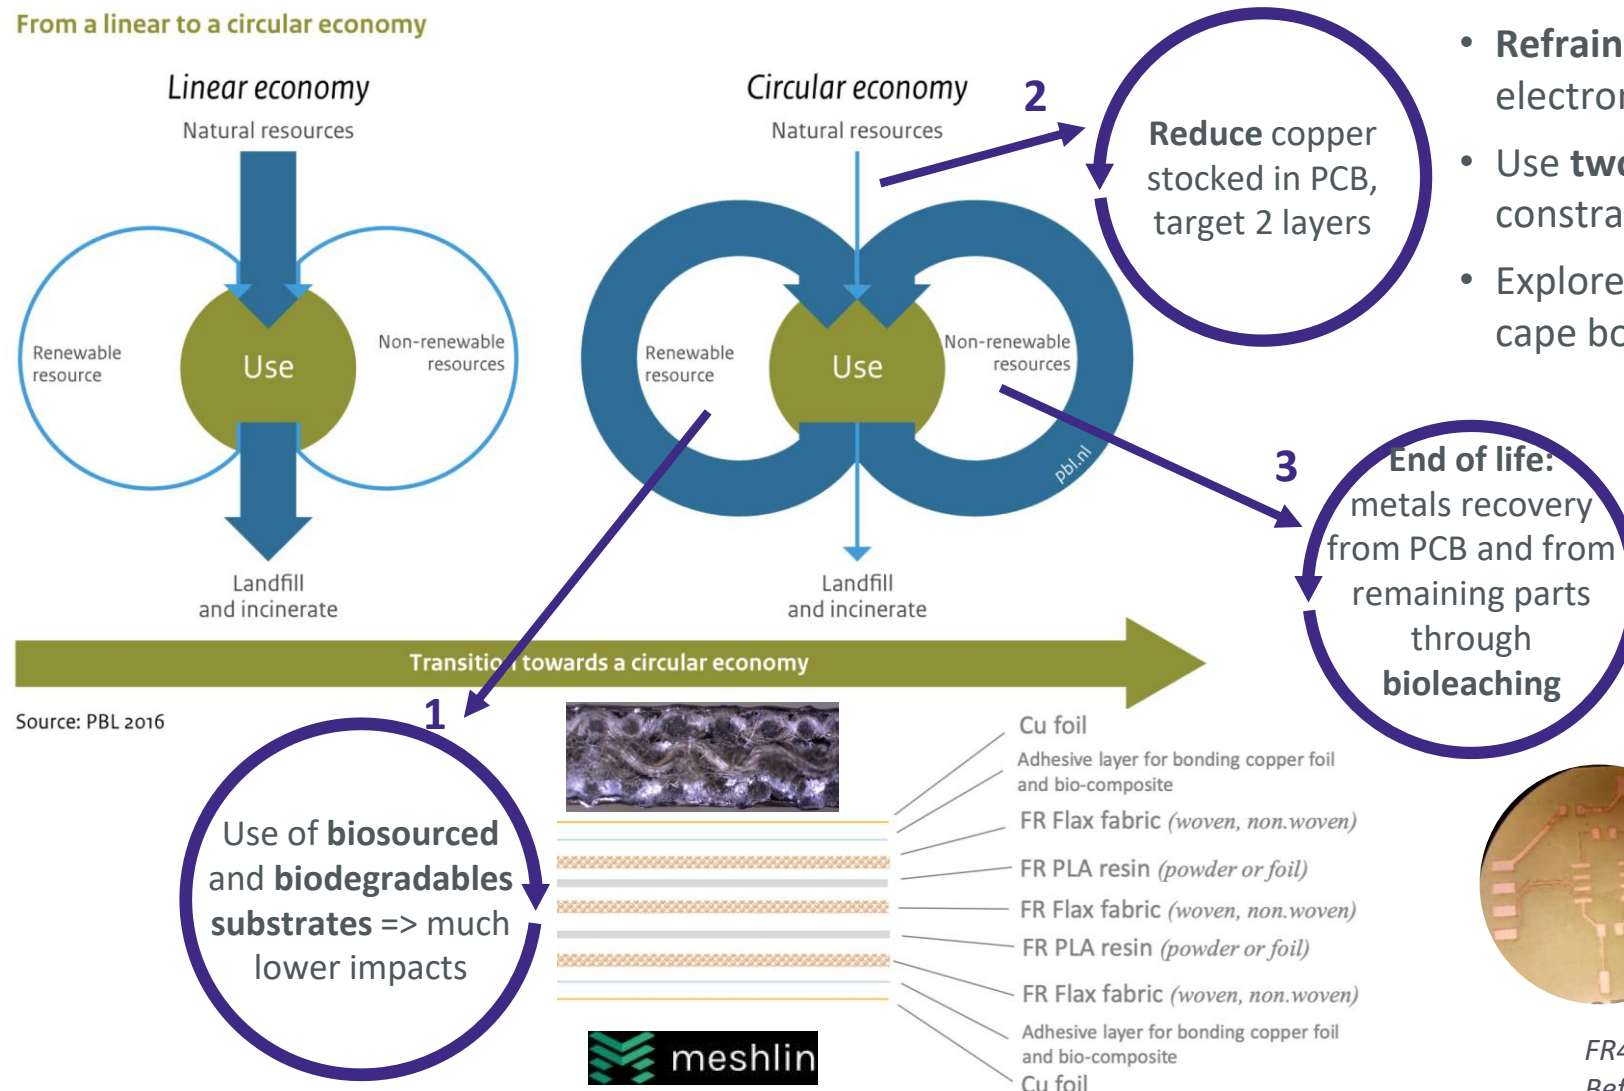 From a linear to a circular economy
Linear economy
Natural resources
Renewable
resource
Use
Non-renewable
resources
Landfill
and incinerate
Circular economy
Natural resources
Renewable
resource
Use
Non-renewable
resources
pbl.nl
Landfill
and incinerate
Transition towards a circular economy
Source: PBL 2016
2
Reduce copper
stocked in PCB,
target 2 layers
• Refrain
• Use
• Explore
3
End of life:
metals recovery
from PCB and from
remaining parts
through
bioleaching
1
Use of biosourced
and biodegradables
substrates => much
lower impacts
Cu foil
Adhesive layer for bonding copper foil
and bio-composite
FR Flax fabric (woven, non.woven)
FR PLA resin (powder or foil)
FR Flax fabric (woven, non.woven)
FR PLA resin (powder or foil)
FR Flax fabric (woven, non.woven)
Adhesive layer for bonding copper foil
and bio-composite
Cu foil
meshlin